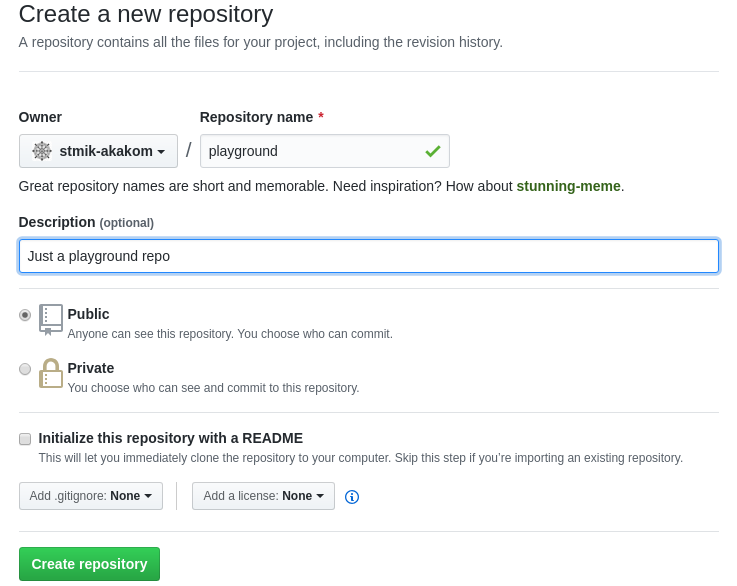 Create a new repository
A repository contains all the files for your project, including the revision history.
Owner
Repository name *
stmik-akakom / playground
Great repository names are short and memorable. Need inspiration? How about stunning-meme.
Description (optional)
Just a playground repo
Public
Anyone can see this repository. You choose who can commit.
Private
You choose who can see and commit to this repository.
Initialize this repository with a README
This will let you immediately clone the repository to your computer. Skip this step if you’re importing an existing repository.
Add .gitignore: None
Add a license: None
Create repository